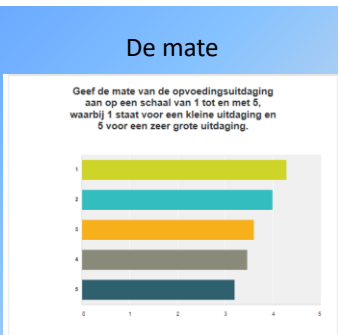 De mate
Geef de mate van de opvoedingsuitdaging
aan op een schaal van 1 tot en met 5,
waarbij 1 staat voor een kleine uitdaging en
5 voor een zeer grote uitdaging.
1
2
3
4
5
0 1 2 3 4 5